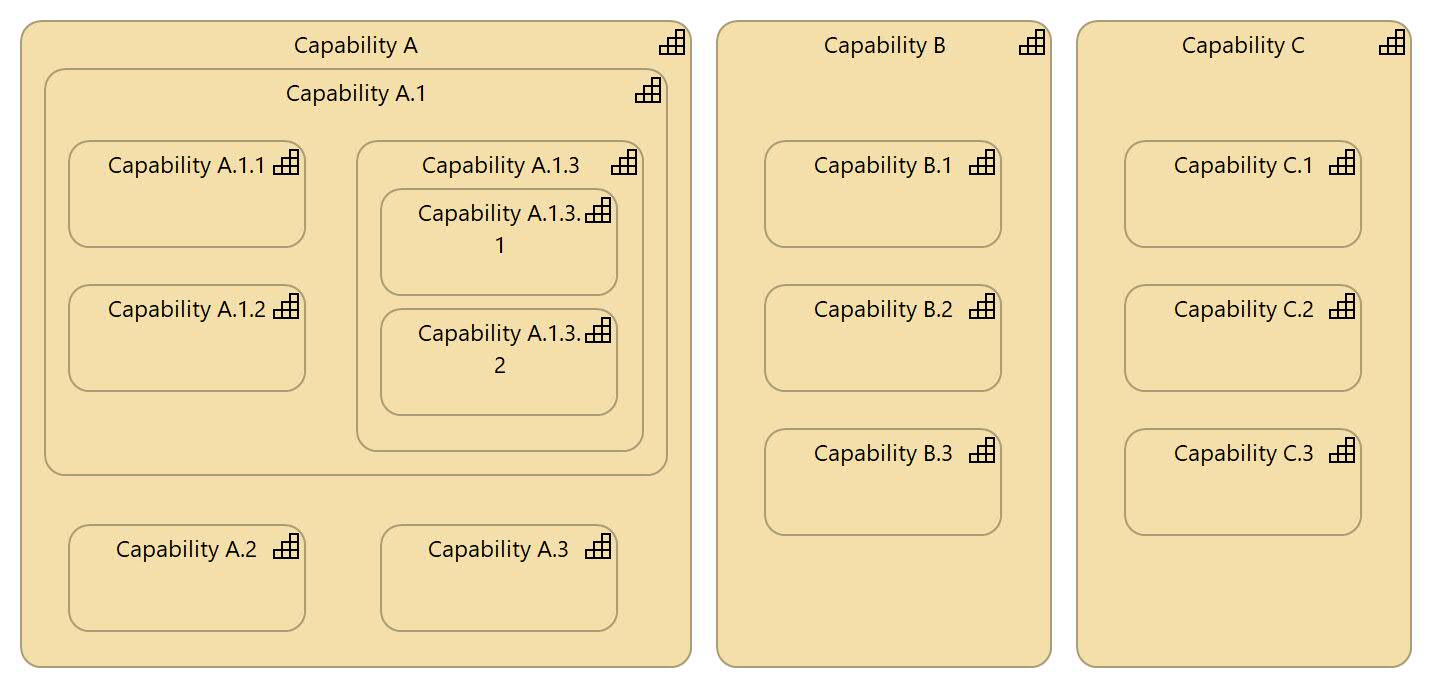 Capability A
Capability A.1
Capability A.1.1
Capability A.1.2
Capability A.1.3
Capability A.1.3.
1
Capability A.1.3.
2
Capability A.2
Capability A.3
Capability B
Capability B.1
Capability B.2
Capability B.3
Capability C
Capability C.1
Capability C.2
Capability C.3